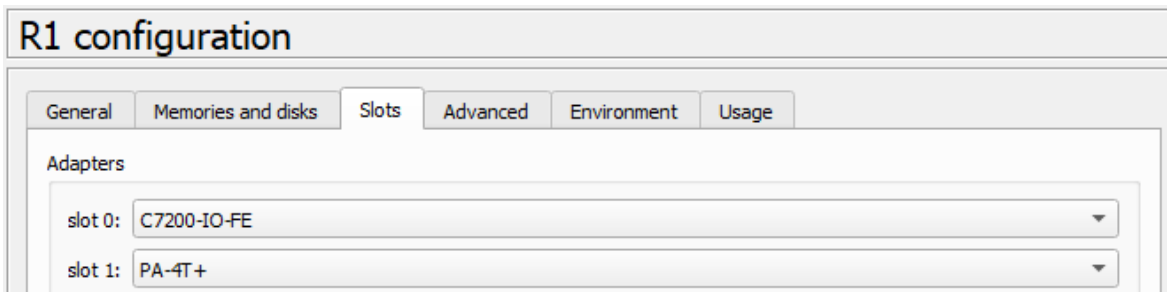 R1 configuration
General Memories and disks Slots Advanced Environment Usage
Adapters
slot 0: C7200-IO-FE
slot 1: PA-4T+